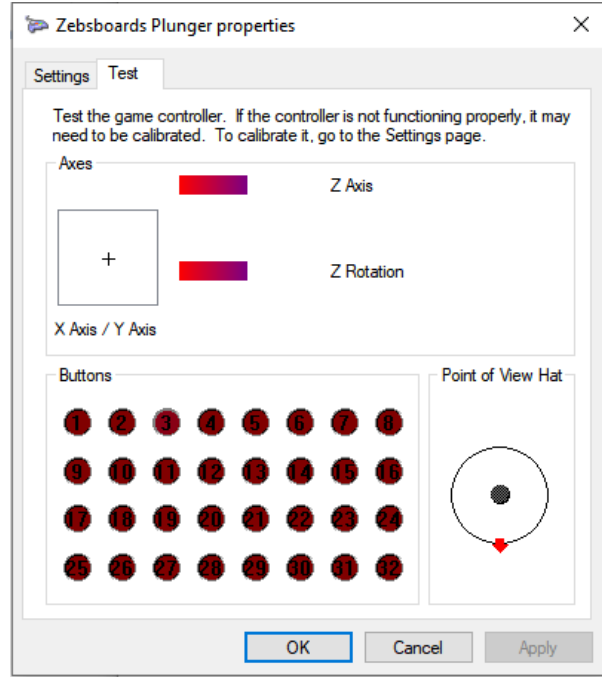 Zebsboards Plunger properties
Settings
Test
Test the game controller. If the controller is not functioning properly, it may
need to be calibrated. To calibrate it, go to the Settings page.
Axes
Z Axis
Z Rotation
X Axis / Y Axis
Buttons
1 2 3 4 5 6 7 8
9 10 11 12 13 14 15 16
17 18 19 20 21 22 23 24
25 26 27 28 29 30 31 32
Point of View Hat
OK
Cancel
Apply